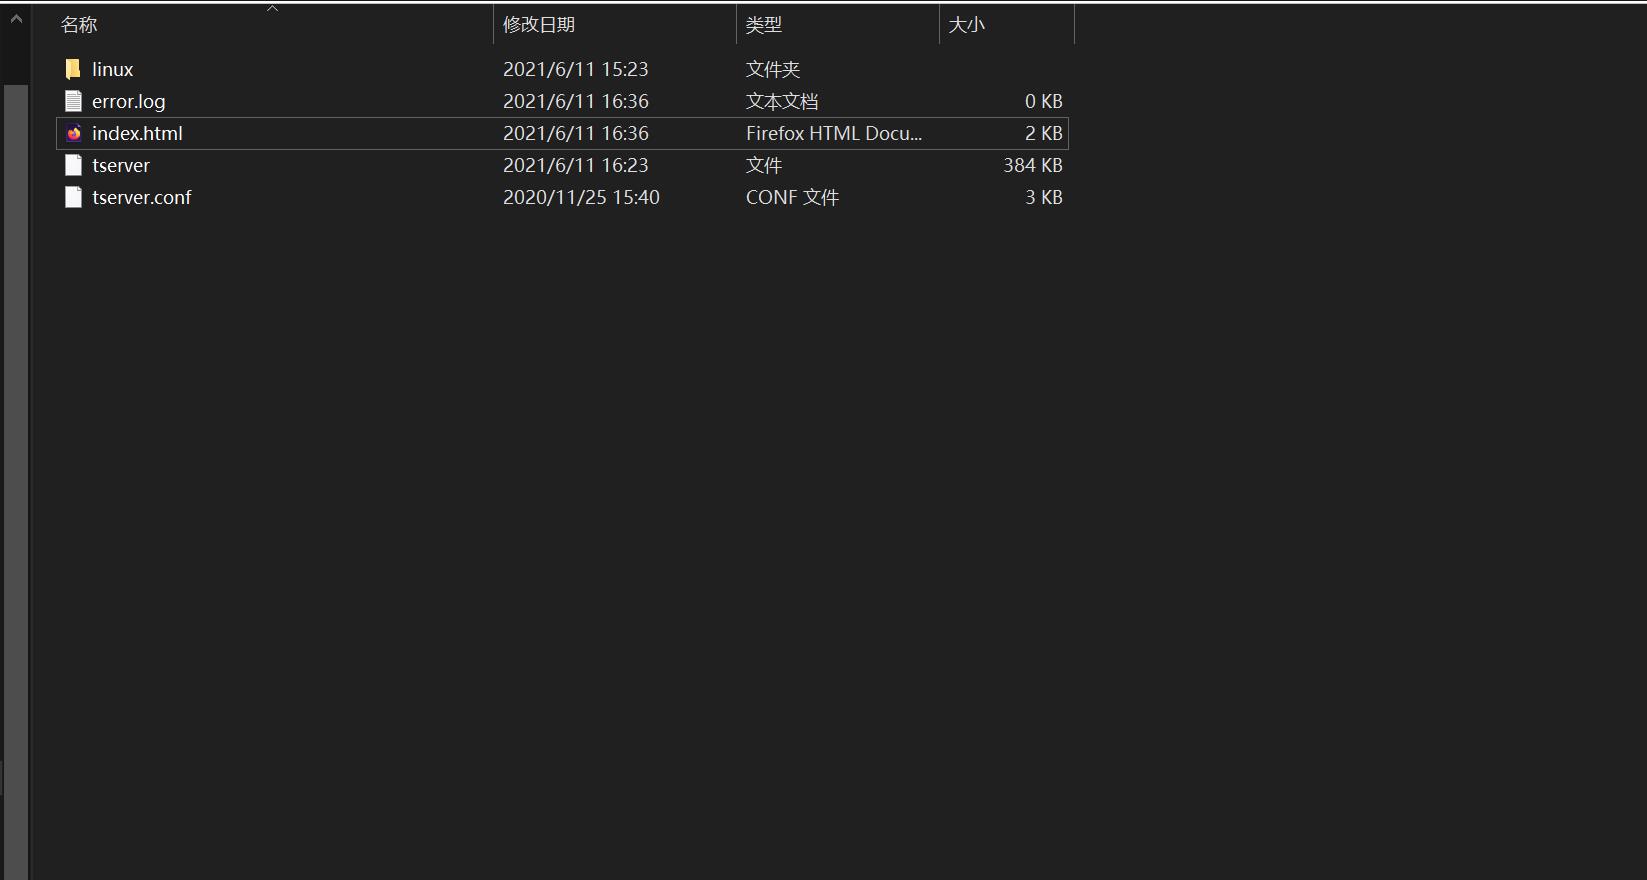 名称 修改日期 类型 大小
linux 2021/6/11 15:23 文件夹
error.log 2021/6/11 16:36 文本文档 0 KB
index.html 2021/6/11 16:36 Firefox HTML Docu... 2 KB
tserver 2021/6/11 16:23 文件 384 KB
tserver.conf 2020/11/25 15:40 CONF 文件 3 KB